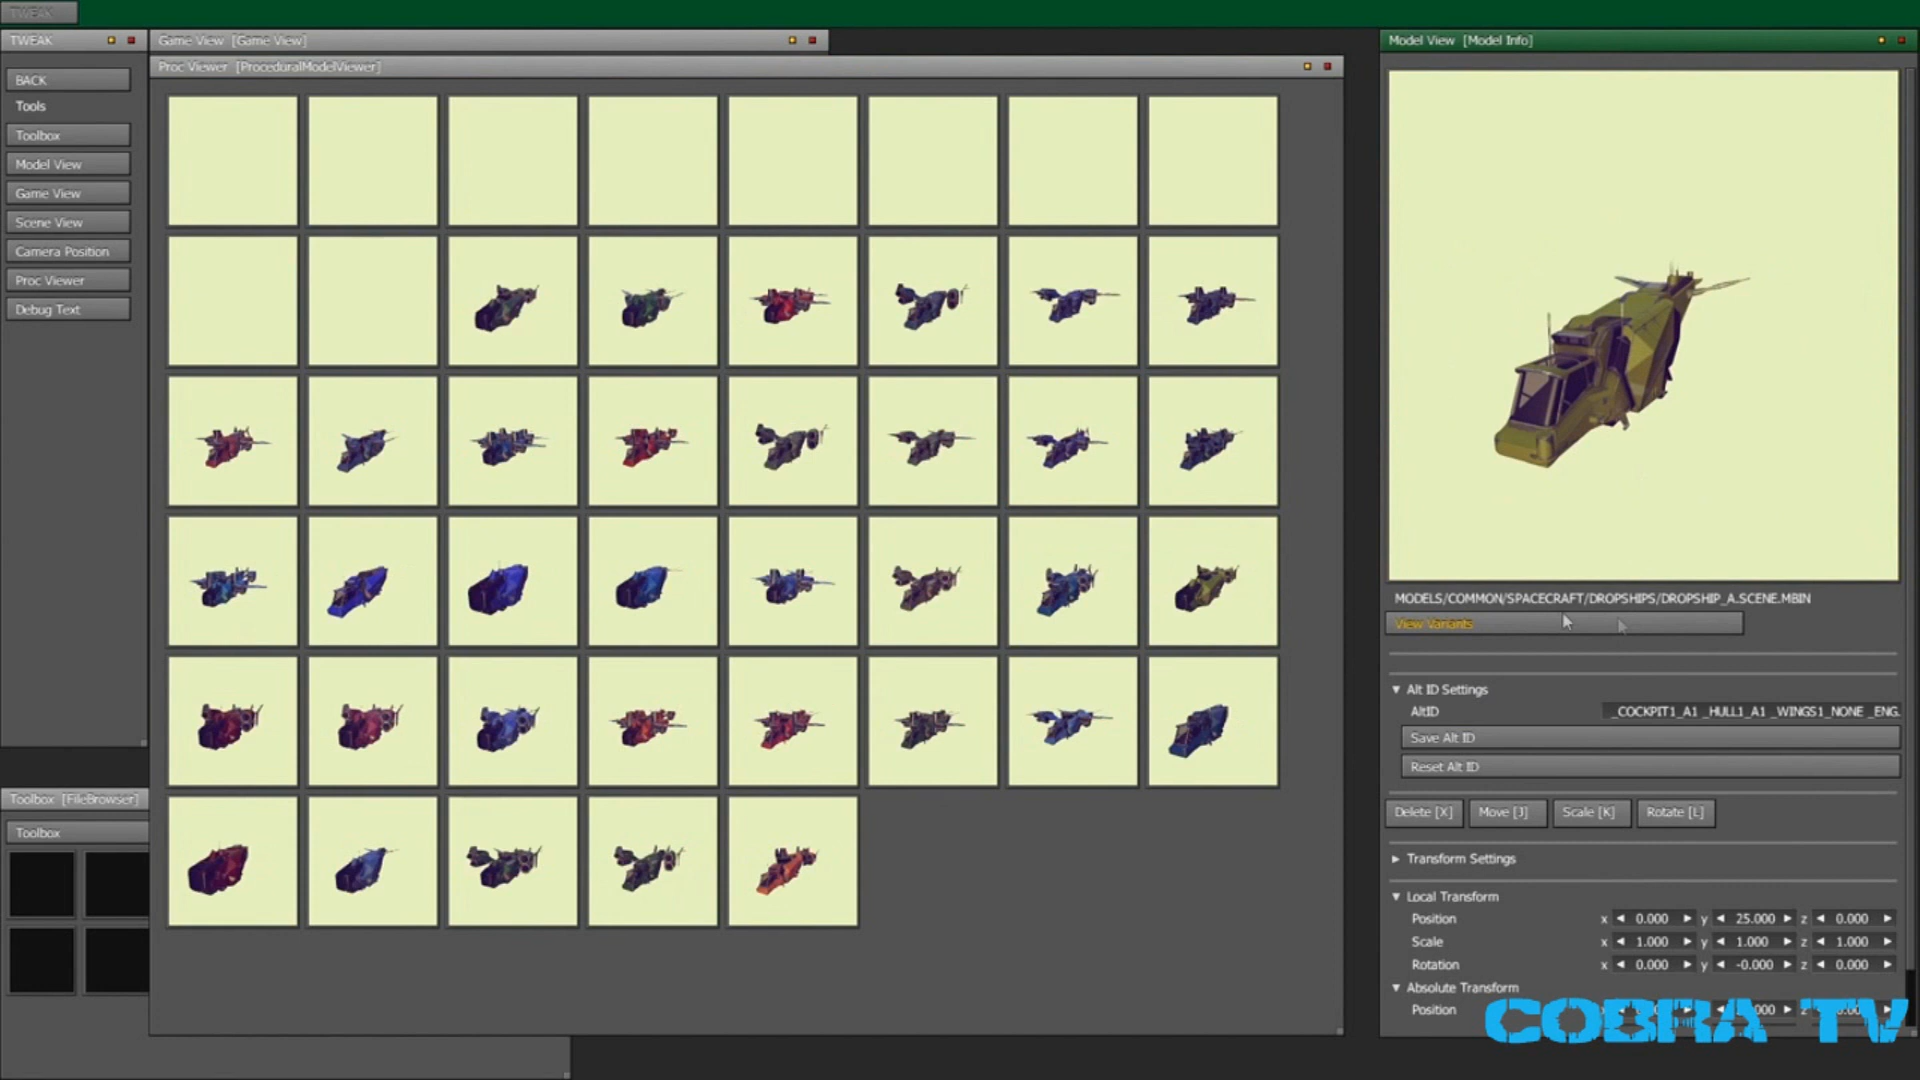 TWEAK
TWEAK
BACK
Tools
Toolbox
Model View
Game View
Scene View
Camera Position
Proc Viewer
Debug Text
Game View [Game View]
Proc Viewer [ProceduralModelViewer]
Toolbox [FileBrowser]
Toolbox
Model View [Model Info]
MODELS/COMMON/SPACECRAFT/DROPSHIPS/DROPSHIP_A.SCENE.MBIN
View Variants
Alt ID Settings
AltID _COCKPIT1_A1 _HULL1_A1 _WINGS1_NONE _ENG.
Save Alt ID
Reset Alt ID
Delete [X] Move [J] Scale [K] Rotate [L]
Transform Settings
Local Transform
Position x 0.000 y 25.000 z 0.000
Scale x 1.000 y 1.000 z 1.000
Rotation x 0.000 y -0.000 z 0.000
Absolute Transform
Position
COBRA TV